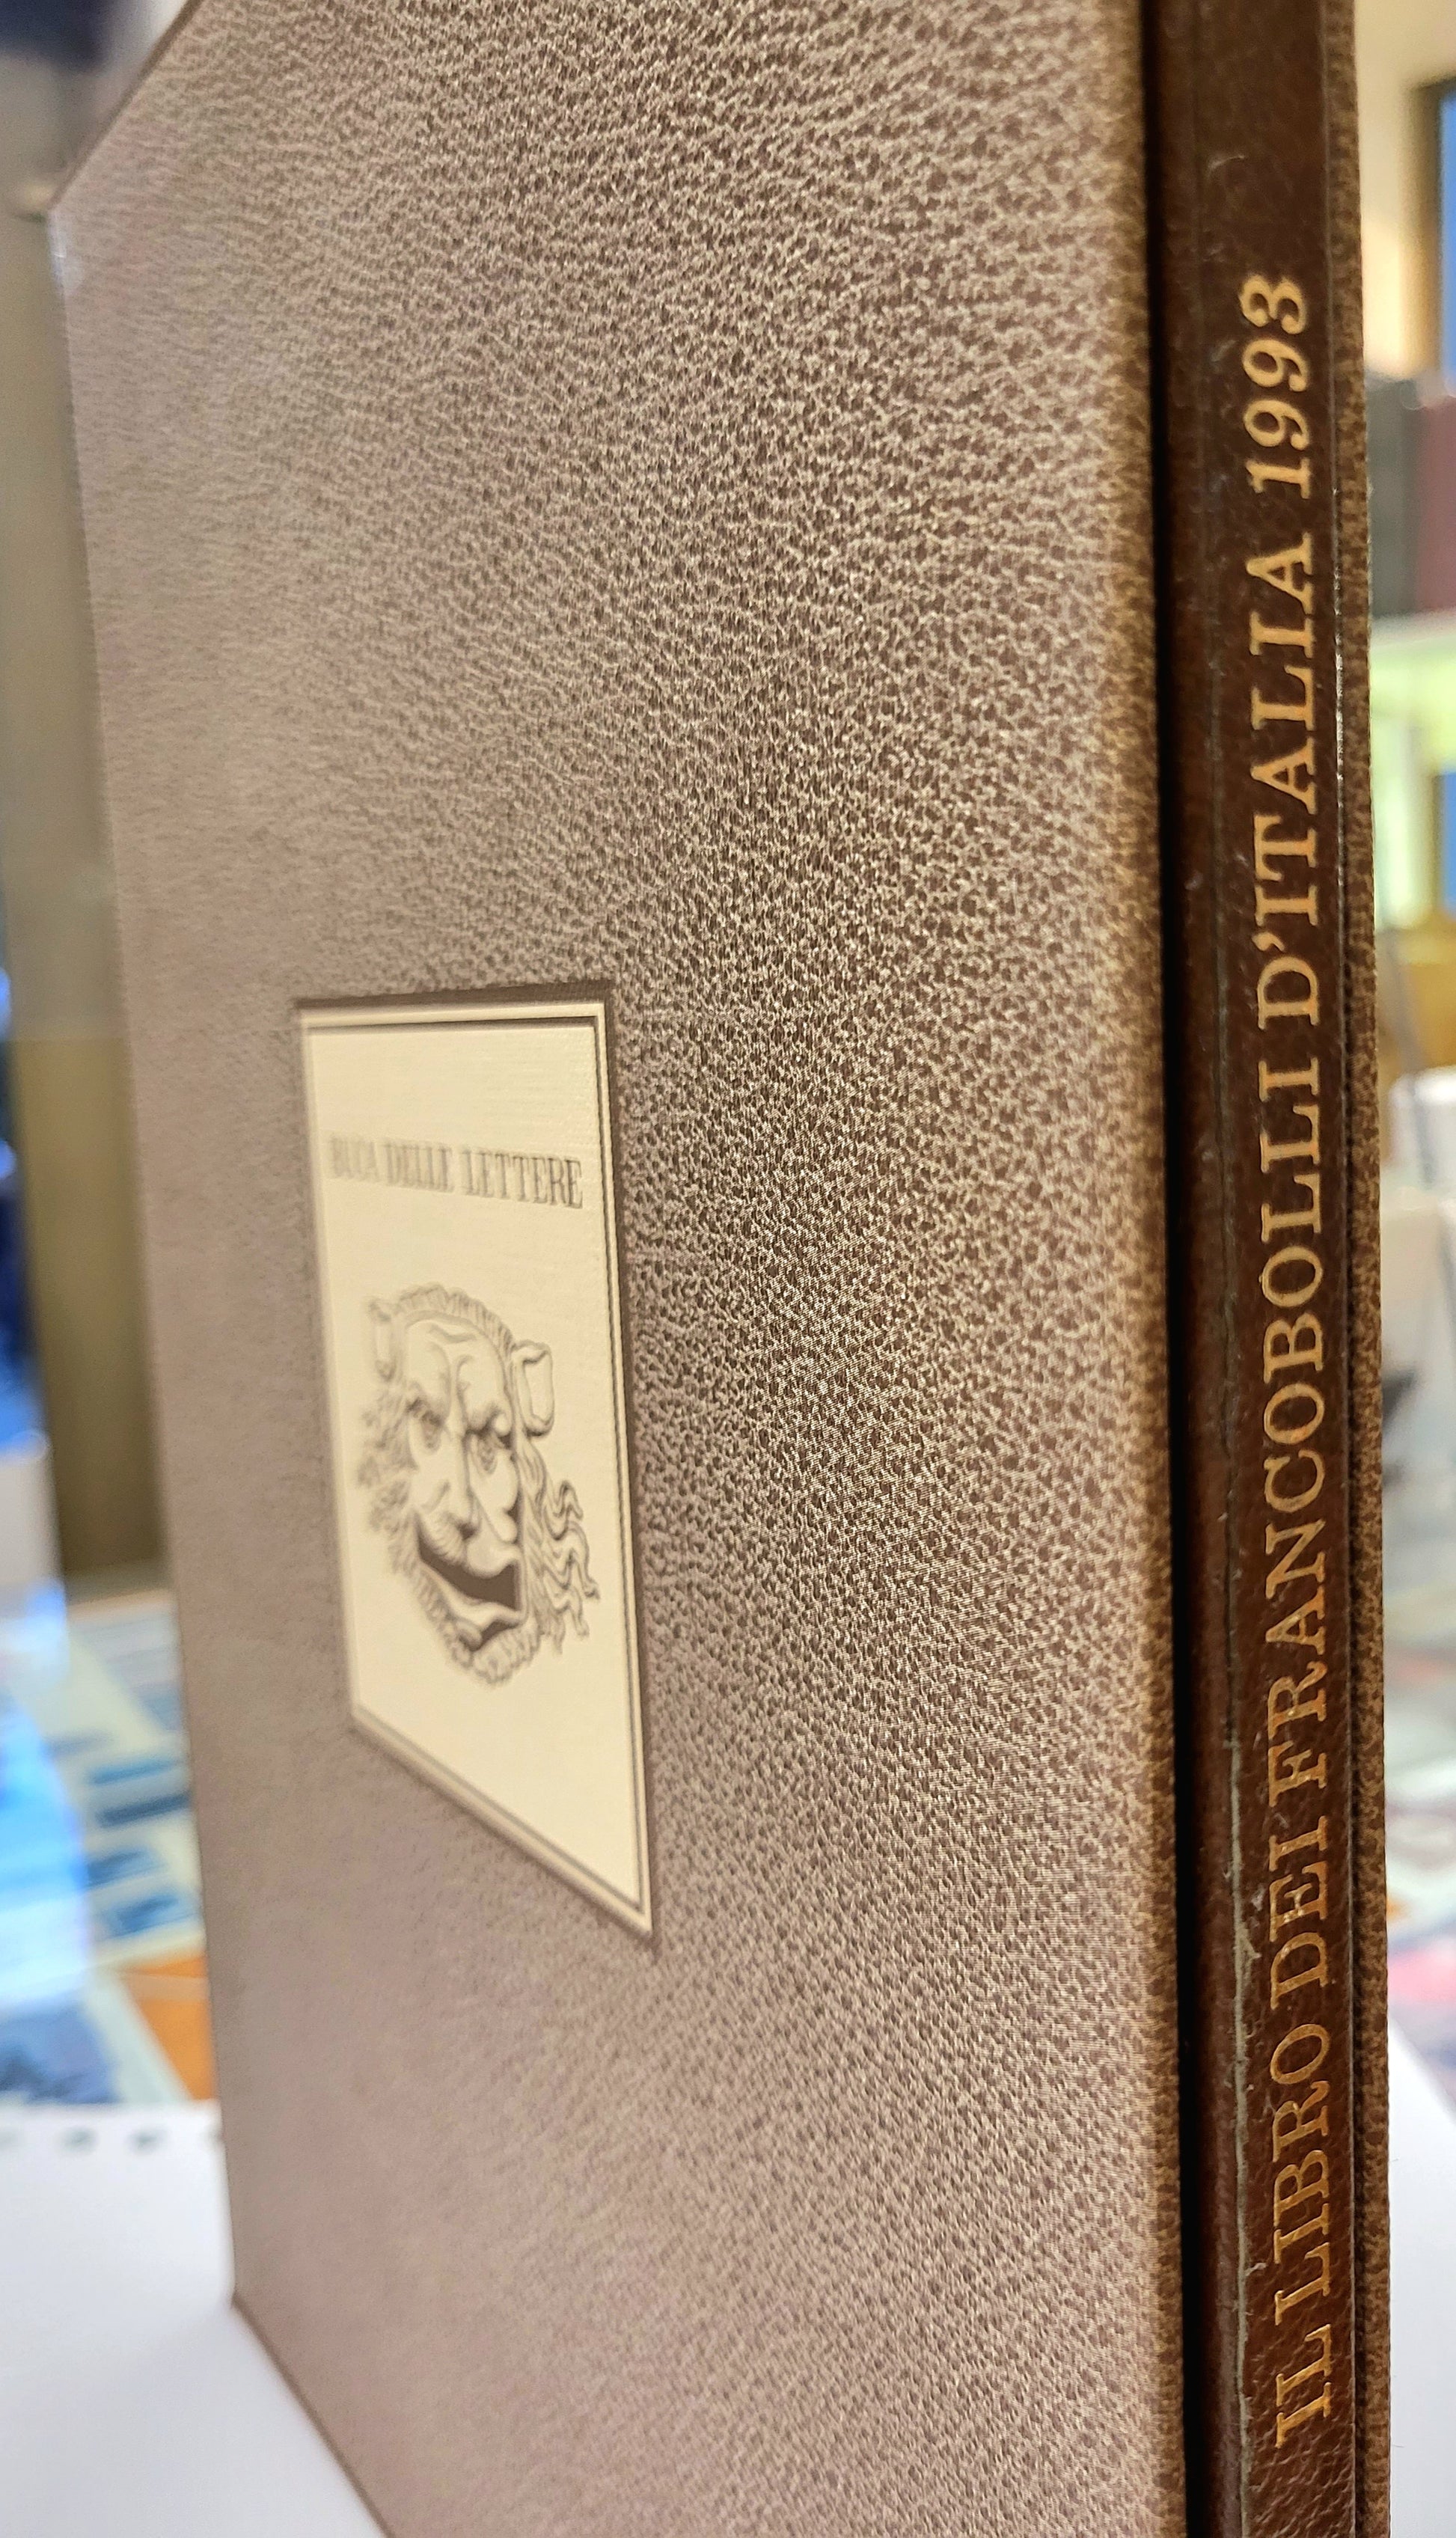 BUCA DELLE LETTERE
IL LIBRO DEI FRANCOBOLLI D'ITALIA 1993